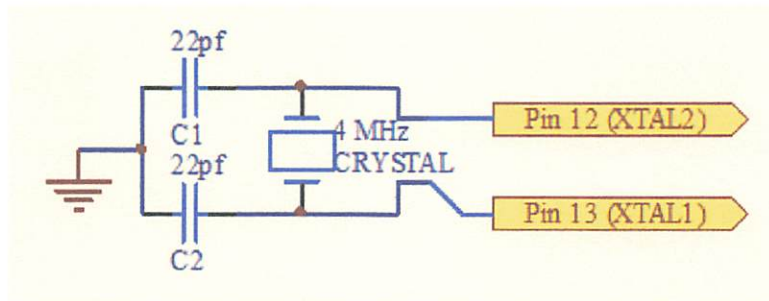 22pf
C1
22pf
C2
4 MHz
CRYSTAL
Pin 12 (XTAL2)
Pin 13 (XTAL1)